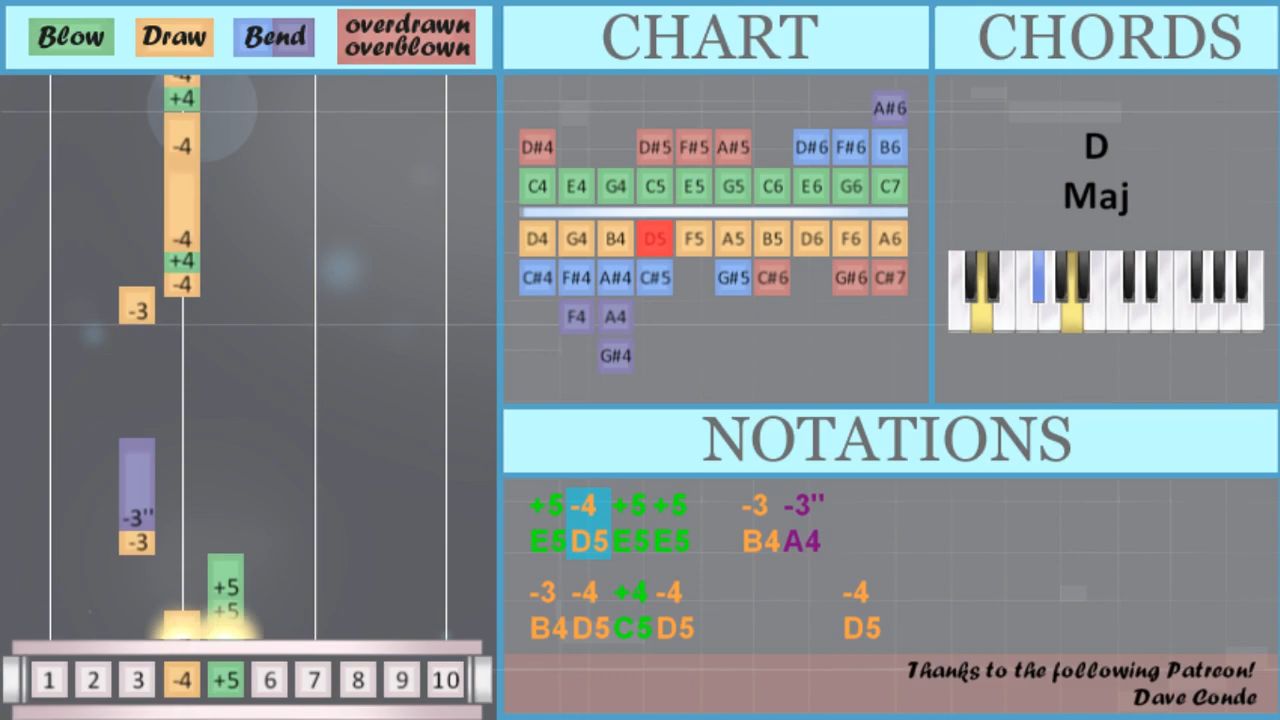 Blow Draw Bend overdrawn overblown
CHART
CHORDS
-4
+4
-4
-4
+4
-4
-3
-3''
-3
+5
+5
1 2 3 -4 +5 6 7 8 9 10
A#6
D#4 D#5 F#5 A#5 D#6 F#6 B6
C4 E4 G4 C5 E5 G5 C6 E6 G6 C7
D4 G4 B4 D5 F5 A5 B5 D6 F6 A6
C#4 F#4 A#4 C#5 G#5 C#6 G#6 C#7
F4 A4
G#4
D
Maj
NOTATIONS
+5 -4 +5 +5 -3 -3''
E5 D5 E5 E5 B4 A4
-3 -4 +4 -4 -4
B4 D5 C5 D5 D5
Thanks to the following Patreon!
Dave Conde